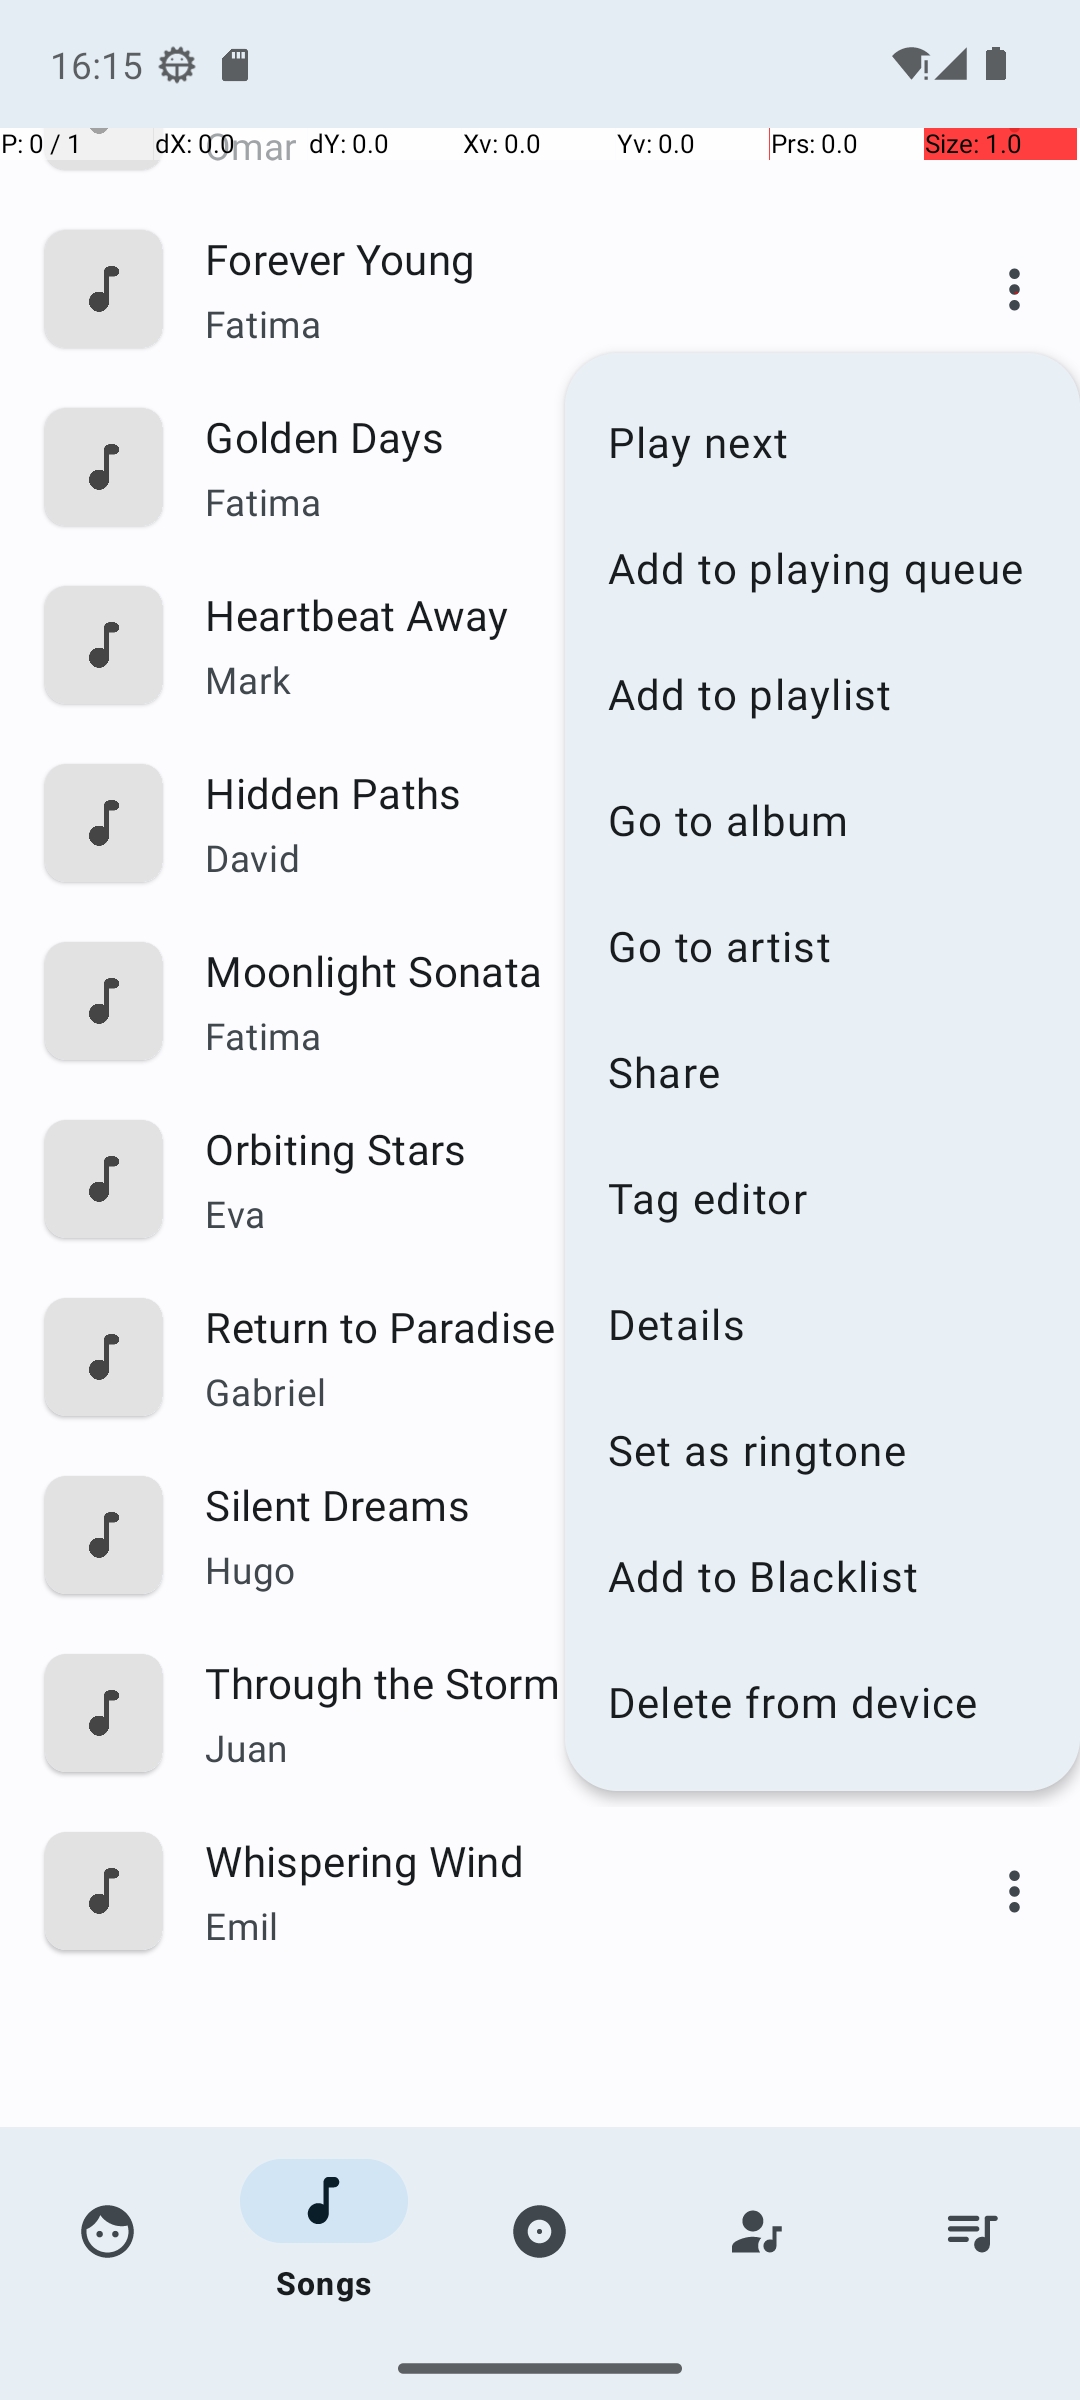 16:15
P: 0 / 1 dX: 0.0 dY: 0.0 Xv: 0.0 Yv: 0.0 Prs: 0.0 Size: 1.0
Omar
Forever Young
Fatima
Golden Days
Fatima
Heartbeat Away
Mark
Hidden Paths
David
Moonlight Sonata
Fatima
Orbiting Stars
Eva
Return to Paradise
Gabriel
Silent Dreams
Hugo
Through the Storm
Juan
Whispering Wind
Emil
Play next
Add to playing queue
Add to playlist
Go to album
Go to artist
Share
Tag editor
Details
Set as ringtone
Add to Blacklist
Delete from device
Songs